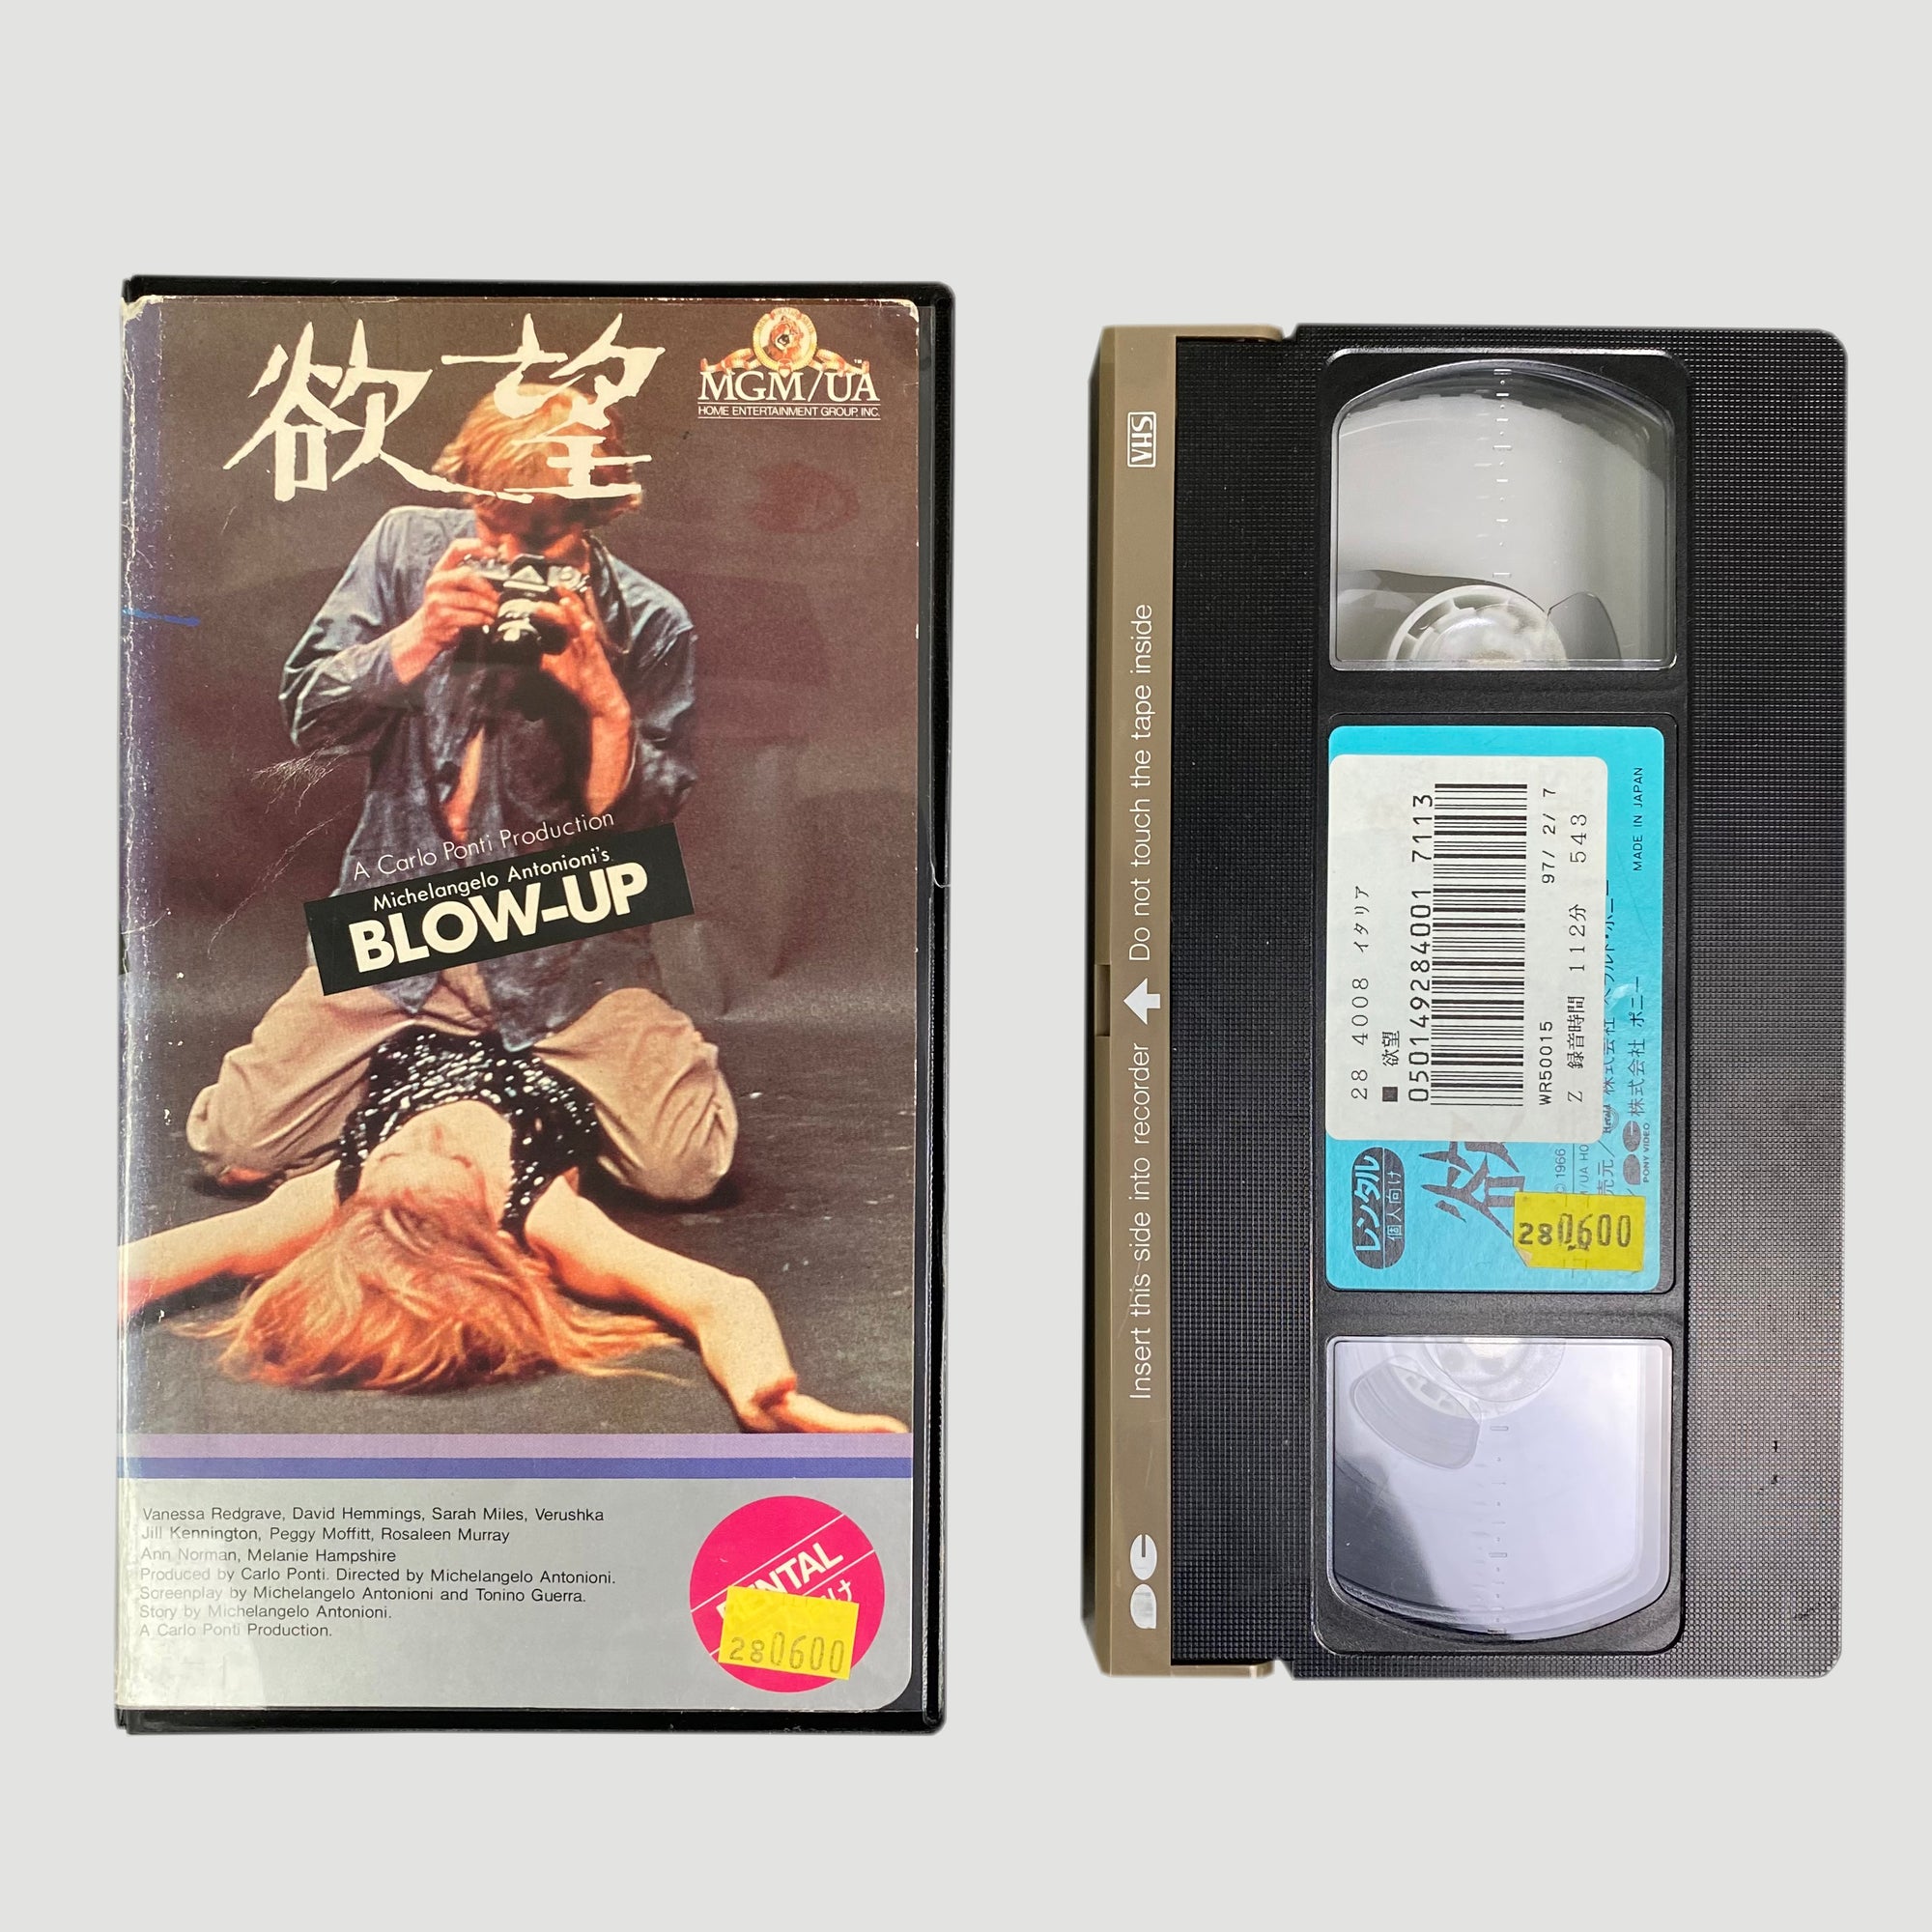 欲望
MGM/UA
HOME ENTERTAINMENT GROUP, INC.
A Carlo Ponti Production
Michelangelo Antonioni's
BLOW-UP
Vanessa Redgrave, David Hemmings, Sarah Miles, Verushka
Jill Kennington, Peggy Moffitt, Rosaleen Murray
Ann Norman, Melanie Hampshire
Produced by Carlo Ponti. Directed by Michelangelo Antonioni.
Screenplay by Michelangelo Antonioni and Tonino Guerra.
Story by Michelangelo Antonioni.
A Carlo Ponti Production.
280600
VHS
Insert this side into recorder Do not touch the tape inside
28 4008 イタリア
■ 欲望
050149284001 7113
WR50015 97/ 2/ 7
Z 録音時間 112分 543
MADE IN JAPAN
レンタル
個人向け
©1966
株式会社
株式会社 ポニー
PONY VIDEO
280600